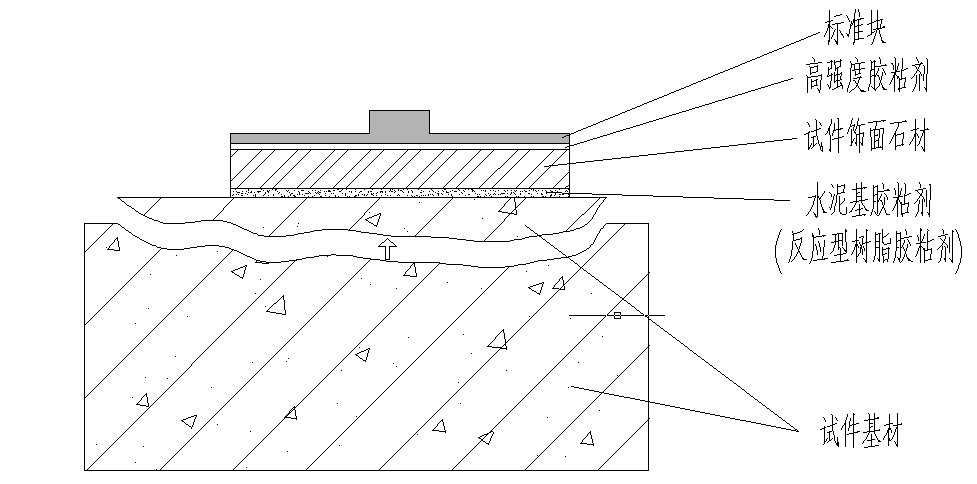 标准块
高强度胶粘剂
试件饰面石材
水泥基胶粘剂
(反应型树脂胶粘剂)
试件基材